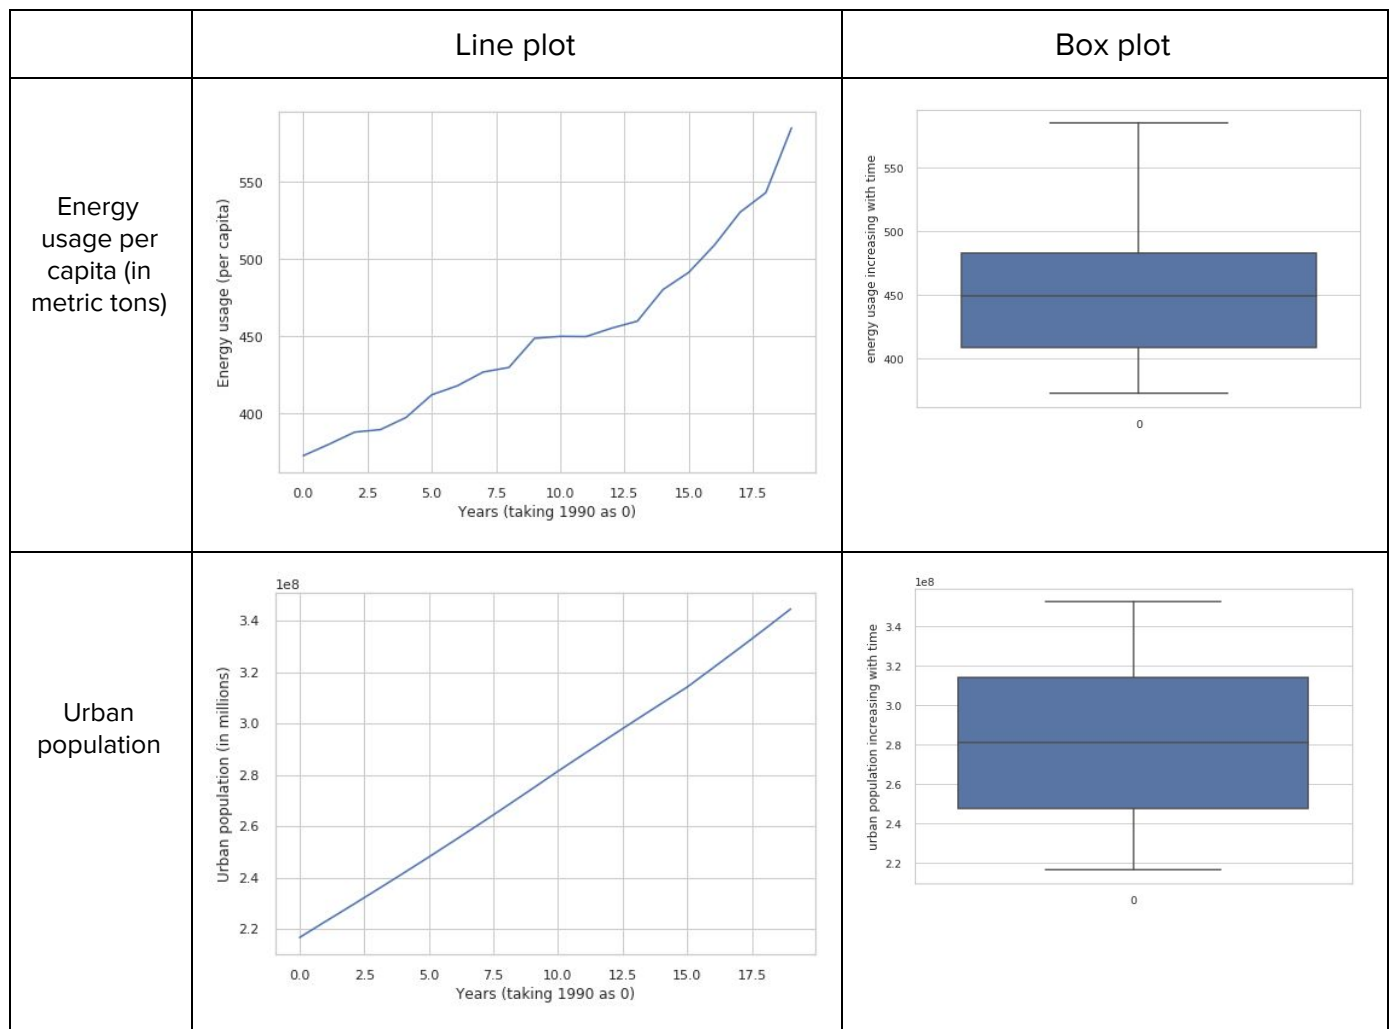 Line plot
Box plot
Energy
usage per
capita (in
metric tons)
Energy usage (per capita)
550
500
450
400
0.0 2.5 5.0 7.5 10.0 12.5 15.0 17.5
Years (taking 1990 as 0)
energy usage increasing with time
550
500
450
400
0
Urban
population
1e8
Urban population (in millions)
3.4
3.2
3.0
2.8
2.6
2.4
2.2
0.0 2.5 5.0 7.5 10.0 12.5 15.0 17.5
Years (taking 1990 as 0)
1e8
urban population increasing with time
3.4
3.2
3.0
2.8
2.6
2.4
2.2
0